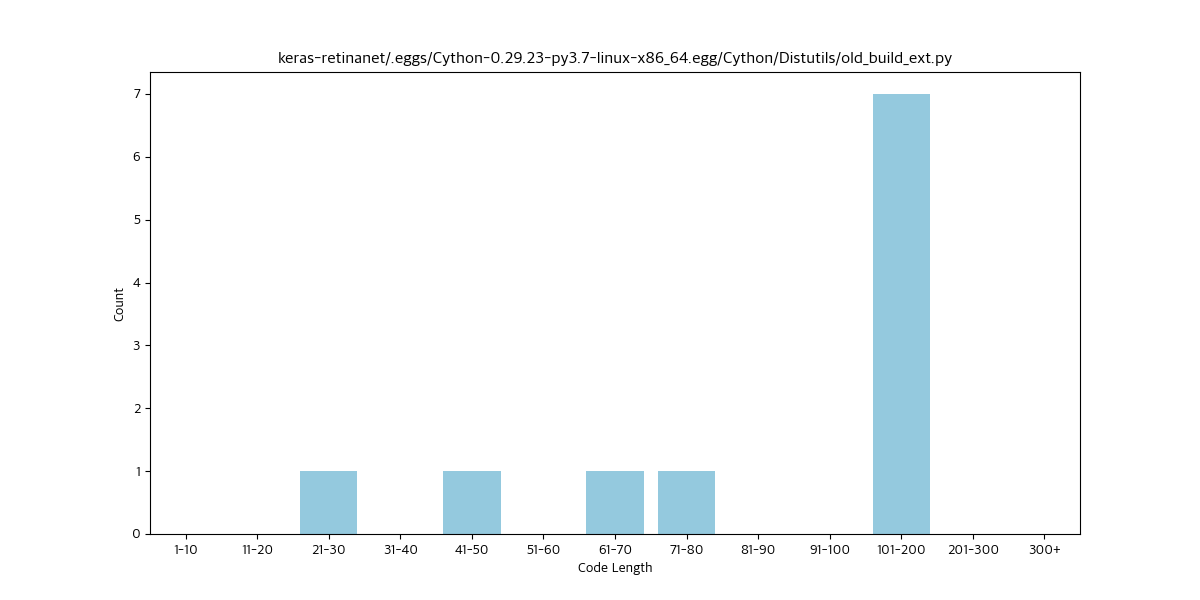 keras-retinanet/.eggs/Cython-0.29.23-py3.7-linux-x86_64.egg/Cython/Distutils/old_build_ext.py
7
6
5
4
3
2
1
0
Count
1-10 11-20 21-30 31-40 41-50 51-60 61-70 71-80 81-90 91-100 101-200 201-300 300+
Code Length